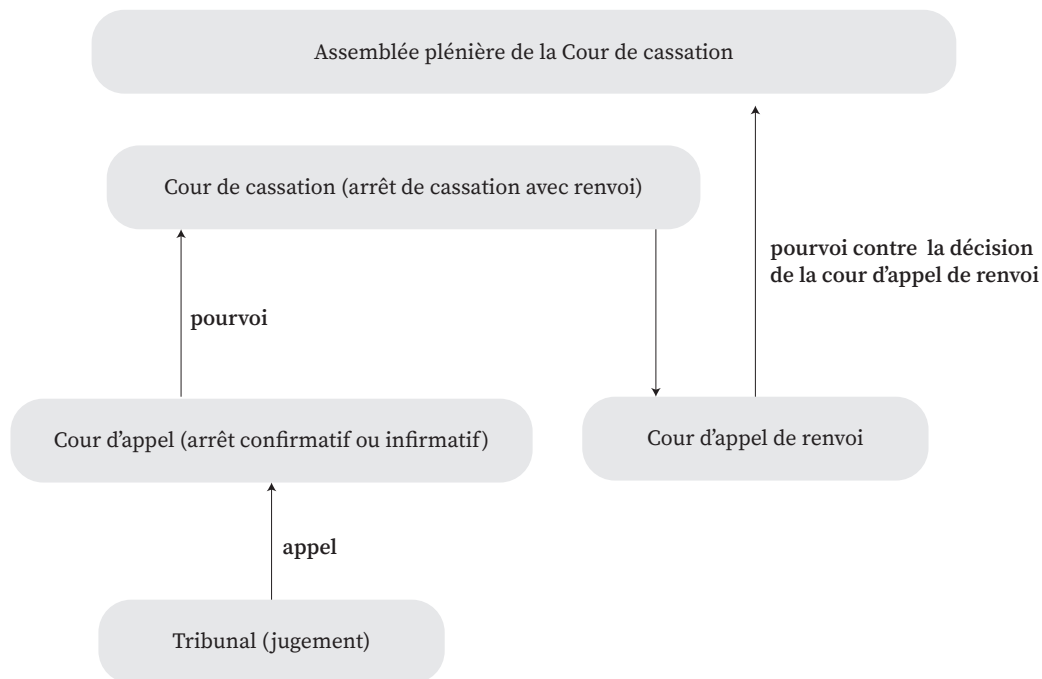 Assemblée plénière de la Cour de cassation
Cour de cassation (arrêt de cassation avec renvoi)
pourvoi contre la décision
de la cour d'appel de renvoi
pourvoi
Cour d'appel (arrêt confirmatif ou infirmatif)
Cour d'appel de renvoi
appel
Tribunal (jugement)